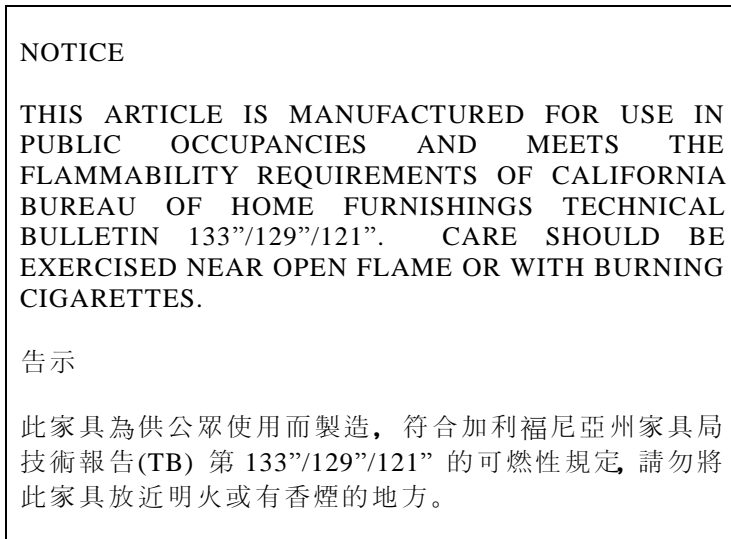 NOTICE
THIS ARTICLE IS MANUFACTURED FOR USE IN
PUBLIC OCCUPANCIES AND MEETS THE
FLAMMABILITY REQUIREMENTS OF CALIFORNIA
BUREAU OF HOME FURNISHINGS TECHNICAL
BULLETIN 133”/129”/121”. CARE SHOULD BE
EXERCISED NEAR OPEN FLAME OR WITH BURNING
CIGARETTES.
告示
此家具為供公眾使用而製造，符合加利福尼亞州家具局
技術報告(TB) 第 133”/129”/121” 的可燃性規定，請勿將
此家具放近明火或有香煙的地方。